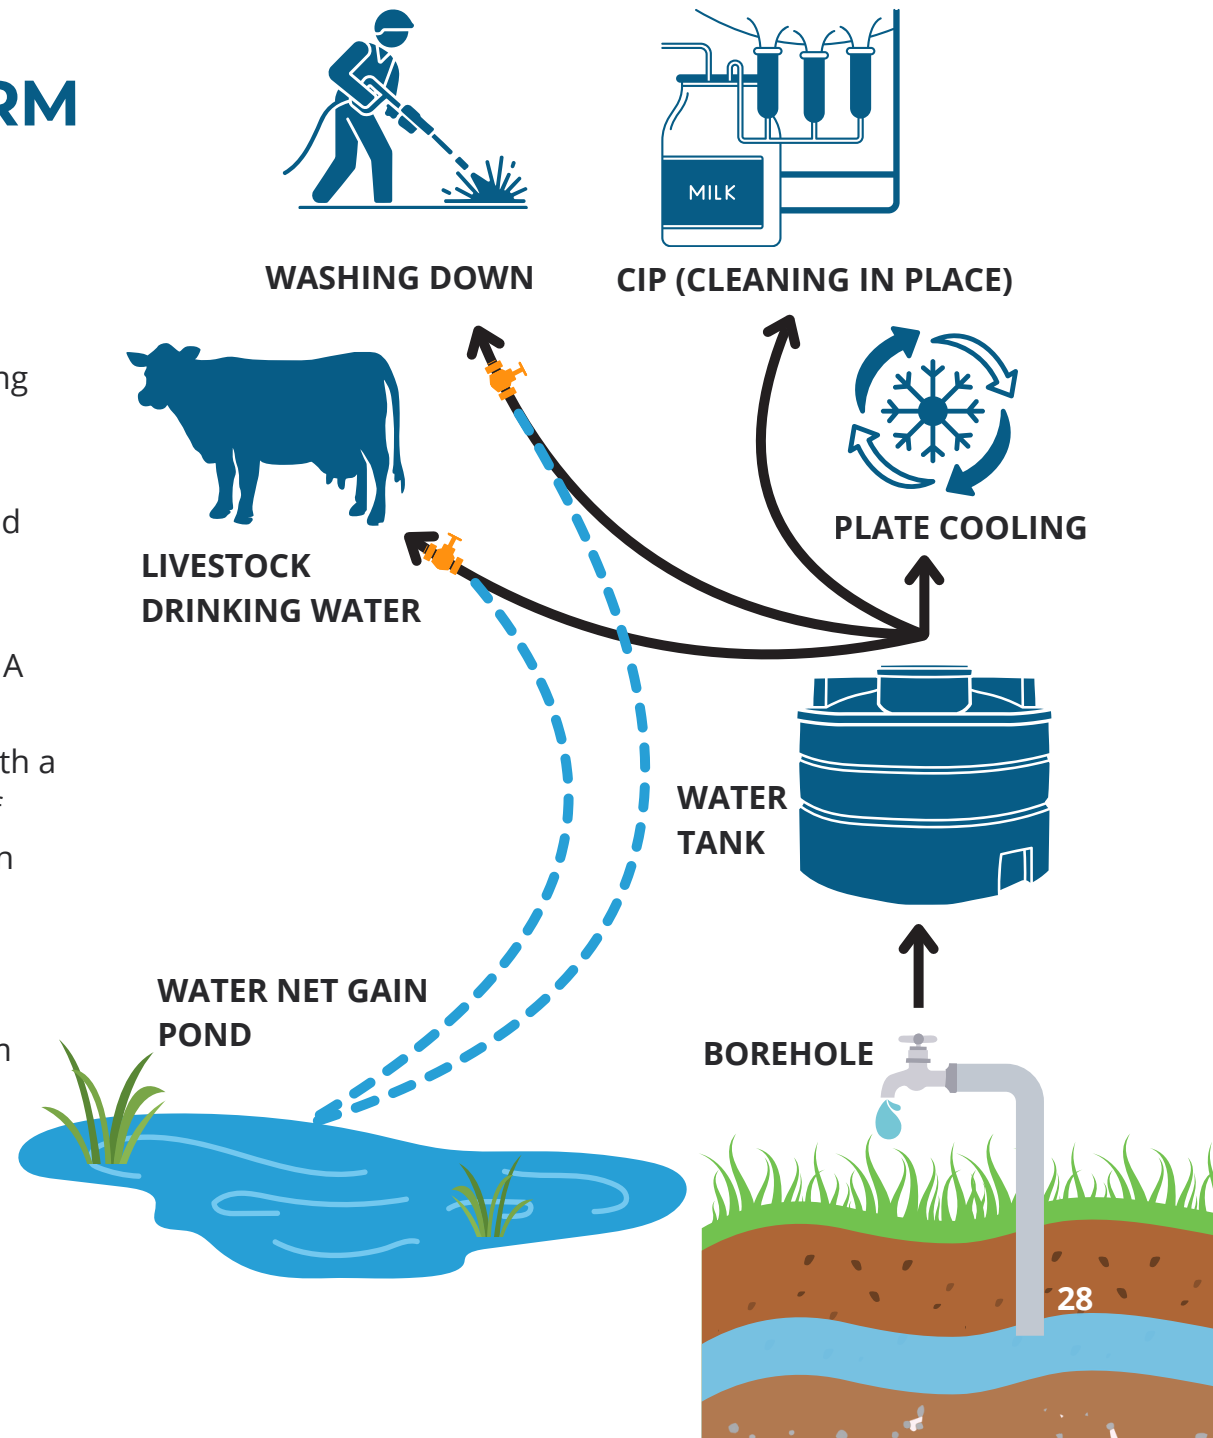 RM
MILK
WASHING DOWN
CIP (CLEANING IN PLACE)
ng
d
PLATE COOLING
LIVESTOCK
DRINKING WATER
A
th a
WATER
TANK
n
WATER NET GAIN
POND
n
BOREHOLE
28